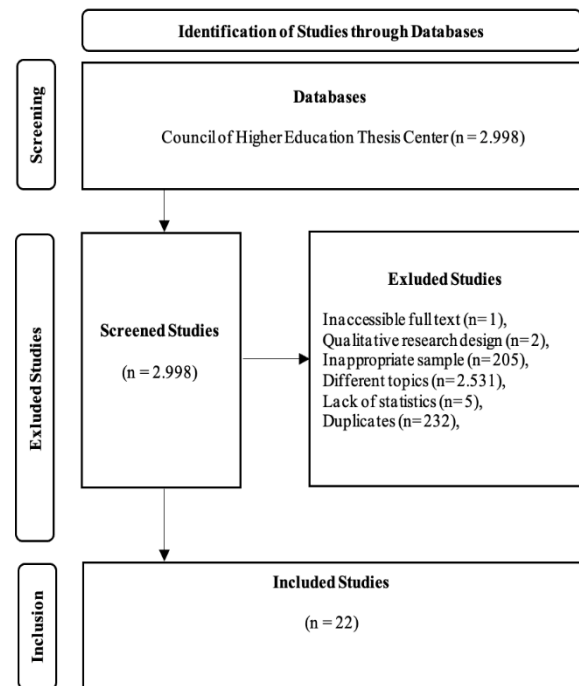 Identification of Studies through Databases
Screening
Databases
Council of Higher Education Thesis Center (n = 2.998)
Exluded Studies
Screened Studies
(n = 2.998)
Exluded Studies
Inaccessible full text (n=1),
Qualitative research design (n=2),
Inappropriate sample (n=205),
Different topics (n=2.531),
Lack of statistics (n=5),
Duplicates (n=232),
Inclusion
Included Studies
(n = 22)